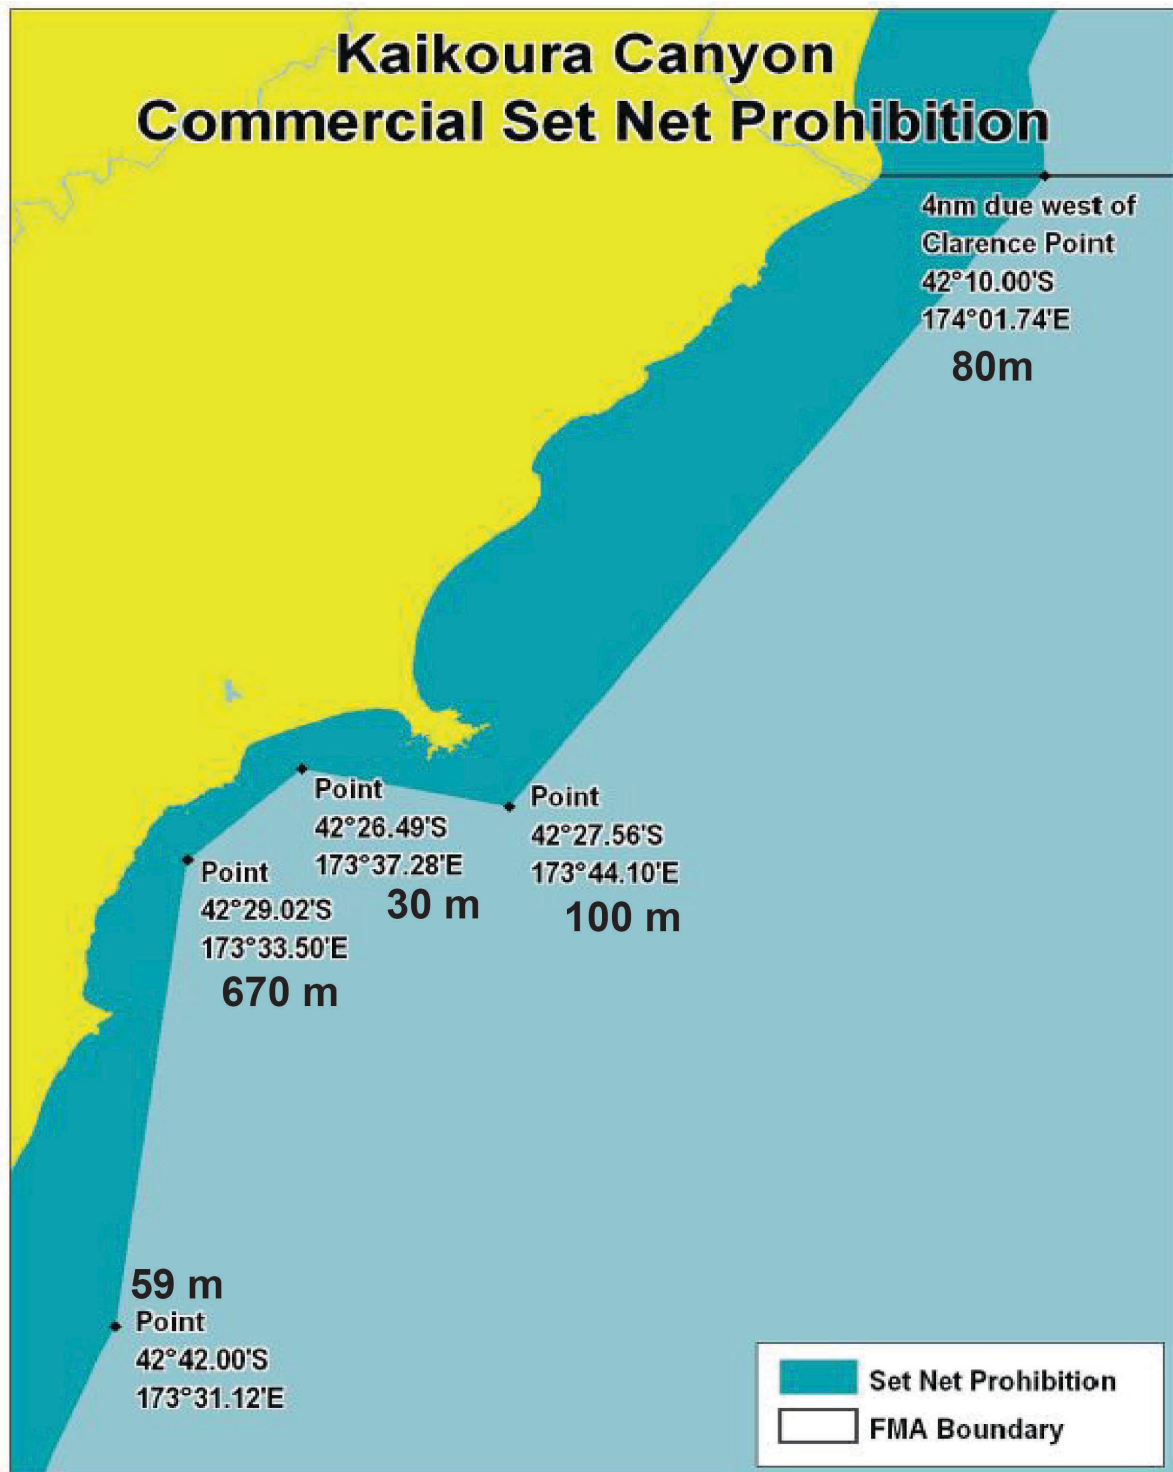 Kaikoura Canyon
Commercial Set Net Prohibition
4nm due west of
Clarence Point
42°10.00'S
174°01.74'E
80m
Point
42°26.49'S
173°37.28'E
30 m
Point
42°27.56'S
173°44.10'E
100 m
Point
42°29.02'S
173°33.50'E
670 m
59 m
Point
42°42.00'S
173°31.12'E
Set Net Prohibition
FMA Boundary